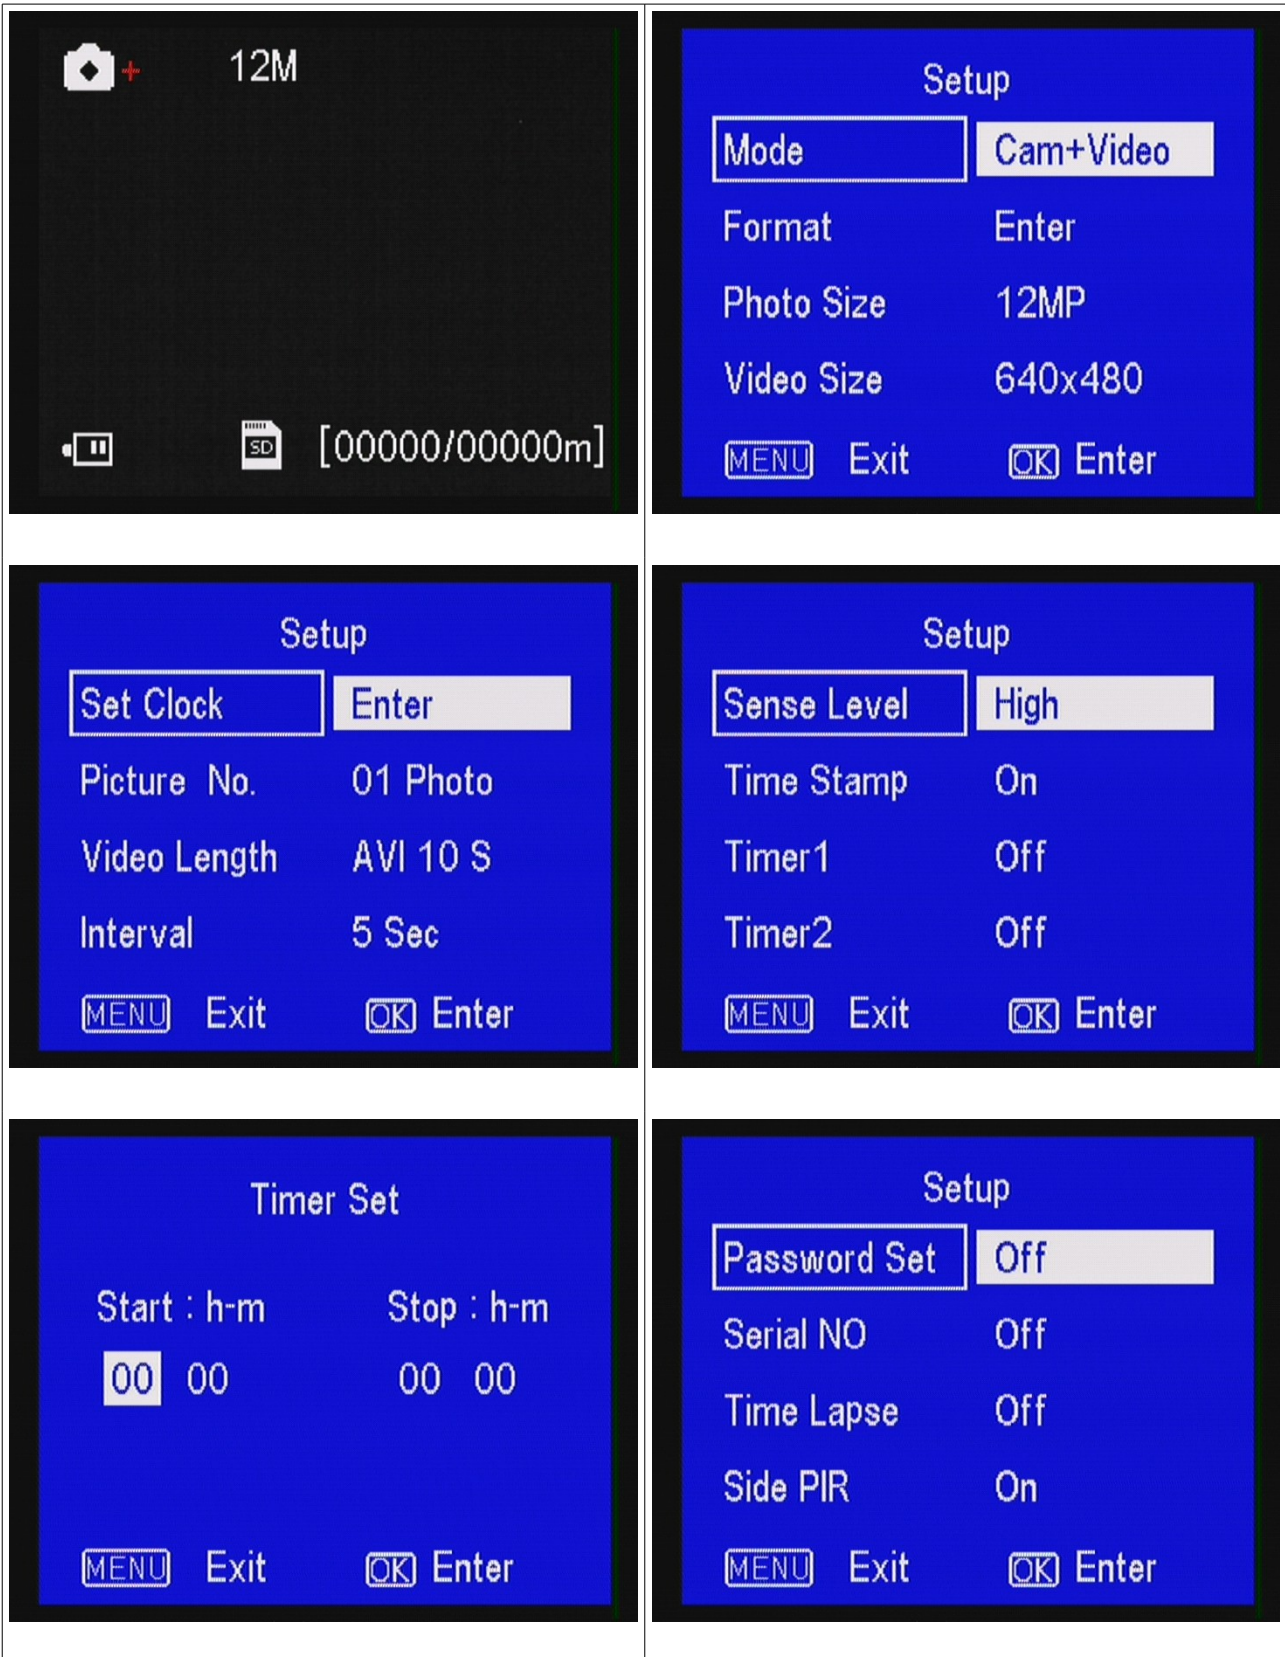 12M
SD [00000/00000m]
Setup
Mode Cam+Video
Format Enter
Photo Size 12MP
Video Size 640x480
MENU Exit OK Enter
Setup
Set Clock Enter
Picture No. 01 Photo
Video Length AVI 10 S
Interval 5 Sec
MENU Exit OK Enter
Setup
Sense Level High
Time Stamp On
Timer1 Off
Timer2 Off
MENU Exit OK Enter
Timer Set
Start : h-m Stop : h-m
00 00 00 00
MENU Exit OK Enter
Setup
Password Set Off
Serial NO Off
Time Lapse Off
Side PIR On
MENU Exit OK Enter